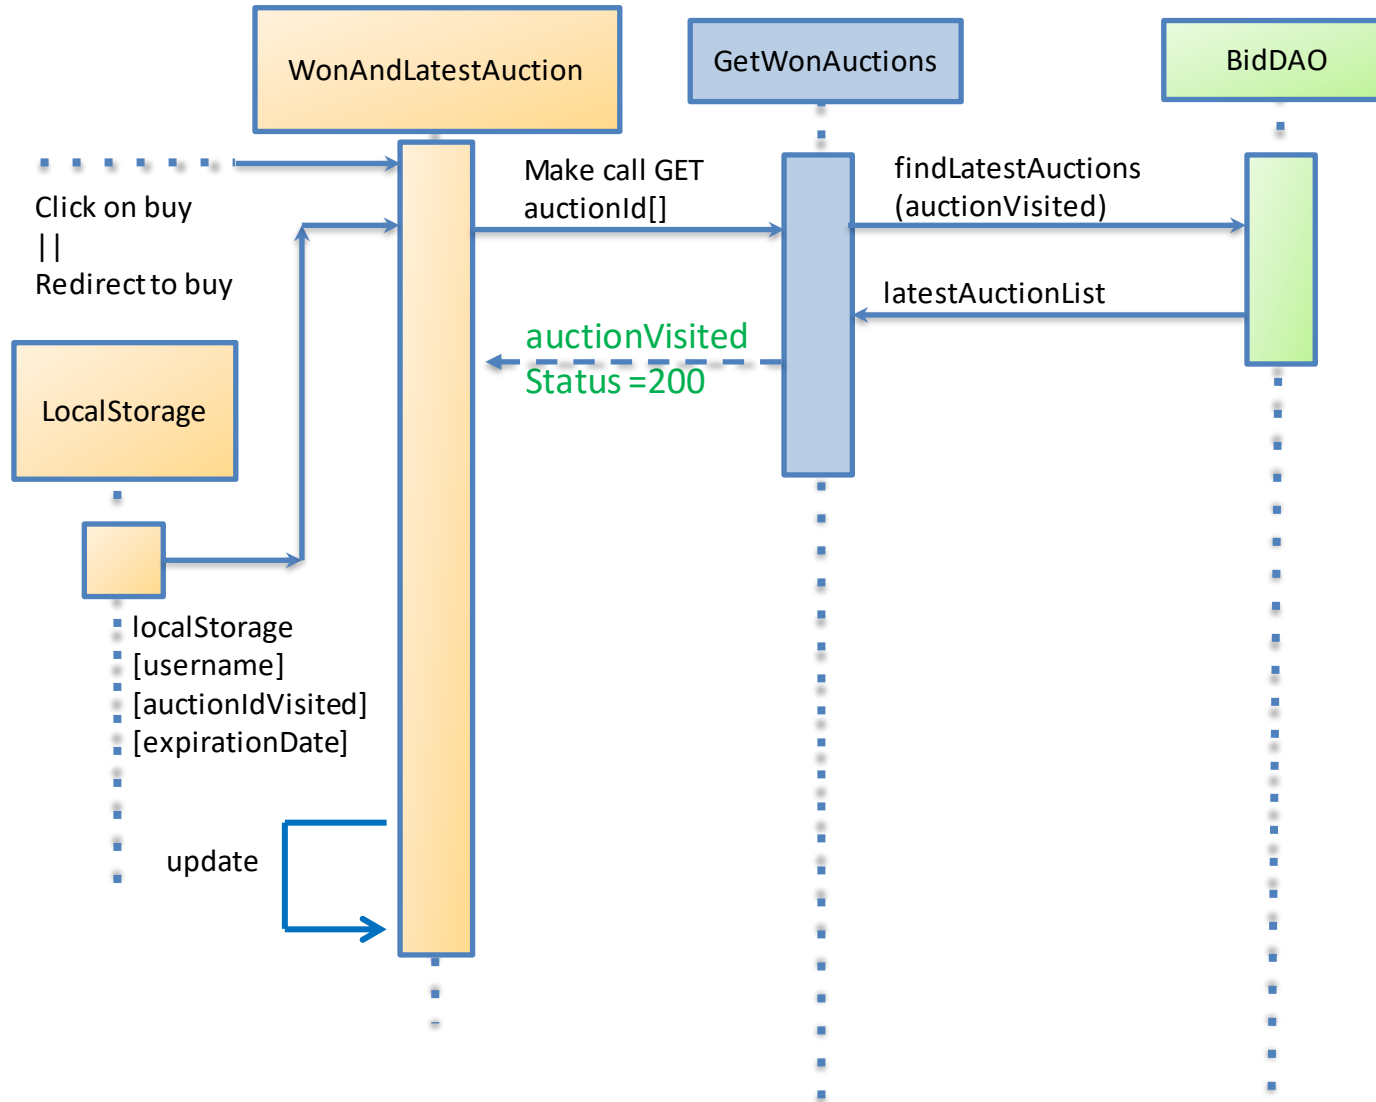 WonAndLatestAuction
GetWonAuctions
BidDAO
Click on buy
||
Redirect to buy
Make call GET
auctionId[]
findLatestAuctions
(auctionVisited)
latestAuctionList
auctionVisited
Status =200
LocalStorage
localStorage
[username]
[auctionIdVisited]
[expirationDate]
update